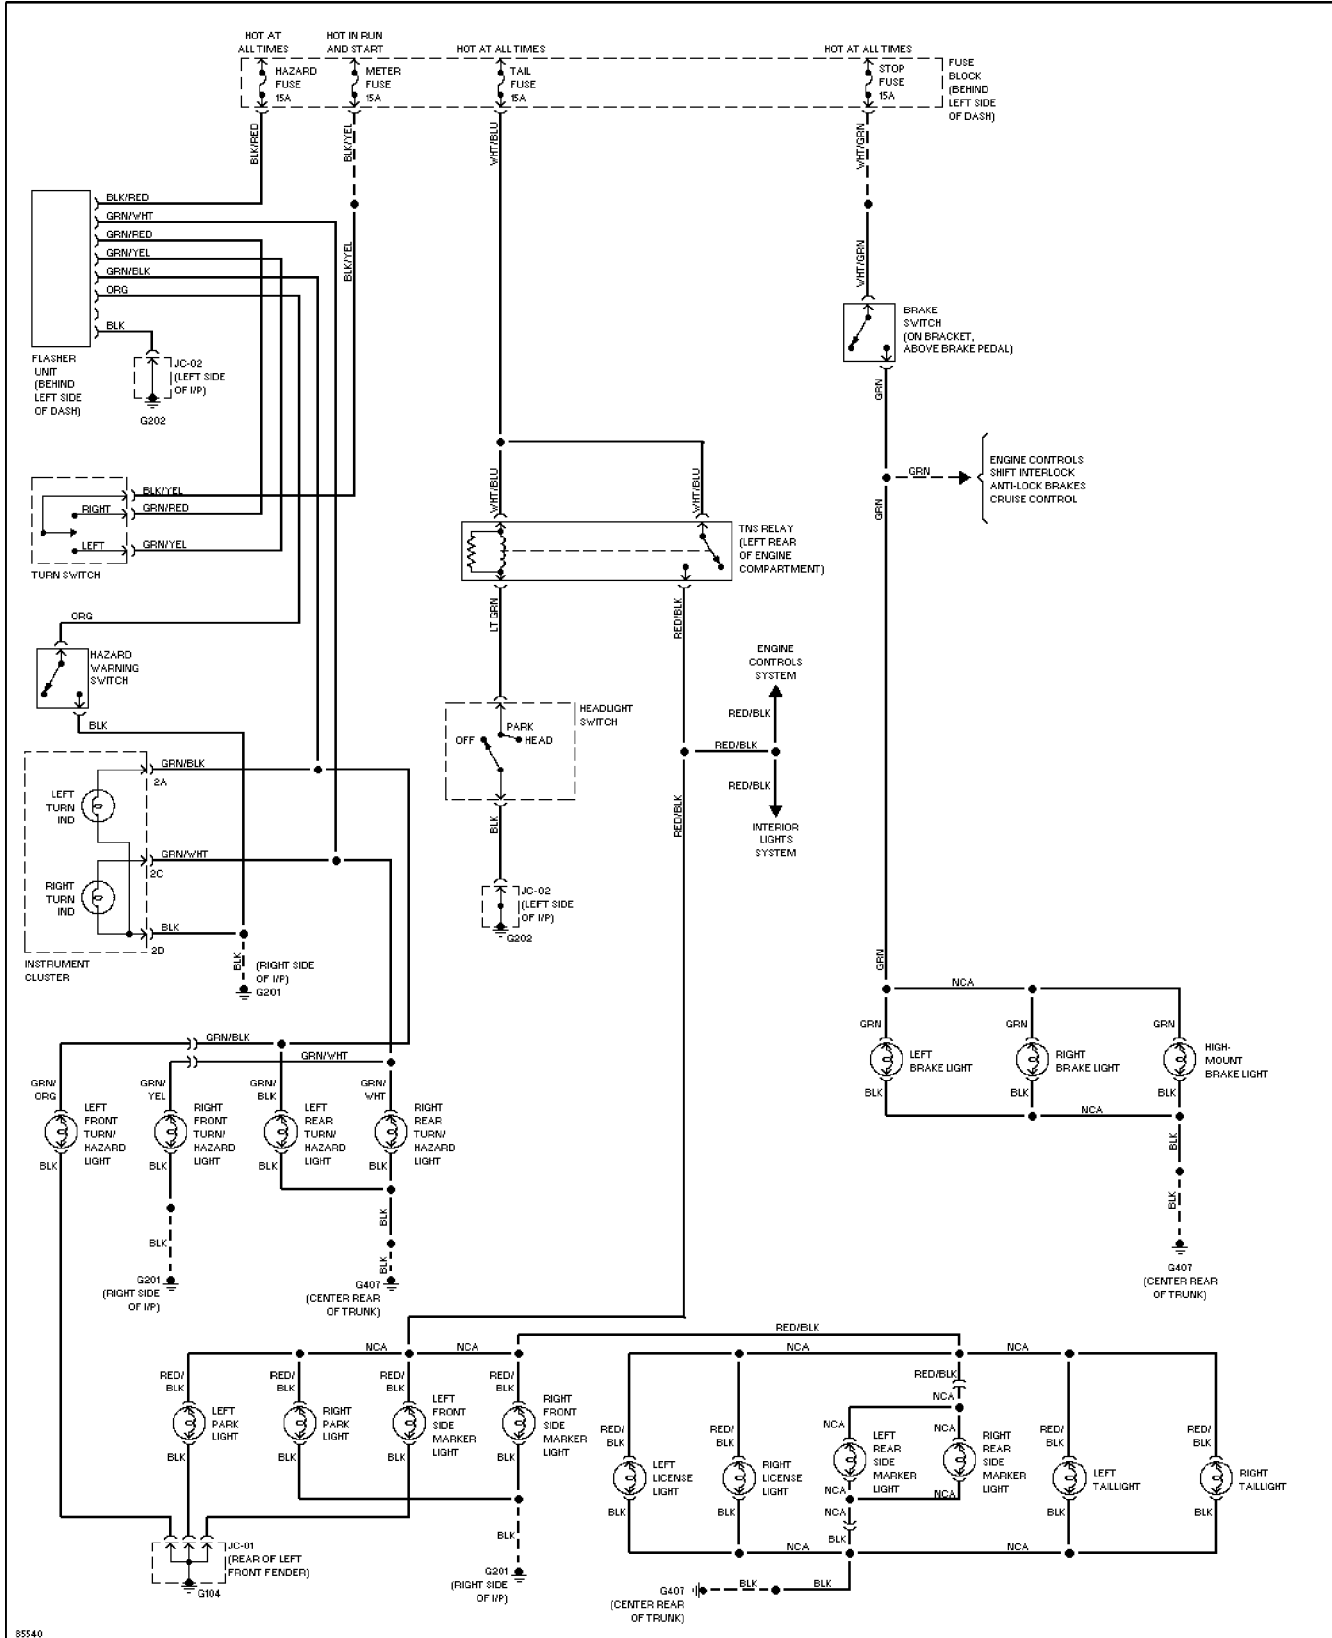 HOT AT
ALL TIMES
HOT IN RUN
AND START
HOT AT ALL TIMES
HOT AT ALL TIMES
HAZARD
FUSE
15A
METER
FUSE
15A
TAIL
FUSE
15A
STOP
FUSE
15A
FUSE
BLOCK
(BEHIND
LEFT SIDE
OF DASH)
BLK/RED
BLK/YEL
WHT/BLU
WHT/GRN
BLK/RED
GRN/WHT
GRN/RED
GRN/YEL
GRN/BLK
ORG
BLK
BLK/YEL
WHT/GRN
FLASHER
UNIT
(BEHIND
LEFT SIDE
OF DASH)
JC-02
(LEFT SIDE
OF I/P)
G202
BRAKE
SWITCH
(ON BRACKET,
ABOVE BRAKE PEDAL)
GRN
GRN
GRN
ENGINE CONTROLS
SHIFT INTERLOCK
ANTI-LOCK BRAKES
CRUISE CONTROL
BLK/YEL
RIGHT
GRN/RED
LEFT
GRN/YEL
TURN SWITCH
WHT/BLU
WHT/BLU
TNS RELAY
(LEFT REAR
OF ENGINE
COMPARTMENT)
LT GRN
RED/BLK
ORG
HAZARD
WARNING
SWITCH
BLK
ENGINE
CONTROLS
SYSTEM
RED/BLK
RED/BLK
RED/BLK
RED/BLK
INTERIOR
LIGHTS
SYSTEM
HEADLIGHT
SWITCH
PARK
OFF
HEAD
BLK
JC-02
(LEFT SIDE
OF I/P)
G202
GRN/BLK
2A
LEFT
TURN
IND
GRN/WHT
2C
RIGHT
TURN
IND
BLK
2D
INSTRUMENT
CLUSTER
BLK
(RIGHT SIDE
OF I/P)
G201
GRN
NCA
GRN
GRN
GRN
LEFT
BRAKE LIGHT
RIGHT
BRAKE LIGHT
HIGH-
MOUNT
BRAKE LIGHT
BLK
BLK
BLK
NCA
BLK
BLK
G407
(CENTER REAR
OF TRUNK)
GRN/BLK
GRN/WHT
GRN/
ORG
GRN/
YEL
GRN/
BLK
GRN/
WHT
LEFT
FRONT
TURN/
HAZARD
LIGHT
RIGHT
FRONT
TURN/
HAZARD
LIGHT
LEFT
REAR
TURN/
HAZARD
LIGHT
RIGHT
REAR
TURN/
HAZARD
LIGHT
BLK
BLK
BLK
BLK
BLK
BLK
BLK
G201
(RIGHT SIDE
OF I/P)
G407
(CENTER REAR
OF TRUNK)
RED/BLK
NCA
NCA
NCA
NCA
RED/
BLK
RED/
BLK
RED/
BLK
RED/
BLK
LEFT
PARK
LIGHT
RIGHT
PARK
LIGHT
LEFT
FRONT
SIDE
MARKER
LIGHT
RIGHT
FRONT
SIDE
MARKER
LIGHT
BLK
BLK
BLK
BLK
BLK
JC-01
(REAR OF LEFT
FRONT FENDER)
G104
G201
(RIGHT SIDE
OF I/P)
RED/BLK
NCA
NCA
NCA
RED/
BLK
RED/
BLK
RED/
BLK
RED/
BLK
LEFT
LICENSE
LIGHT
RIGHT
LICENSE
LIGHT
LEFT
REAR
SIDE
MARKER
LIGHT
RIGHT
REAR
SIDE
MARKER
LIGHT
LEFT
TAILLIGHT
RIGHT
TAILLIGHT
NCA
NCA
NCA
BLK
BLK
BLK
BLK
BLK
NCA
NCA
G407
(CENTER REAR
OF TRUNK)
BLK
BLK
85540